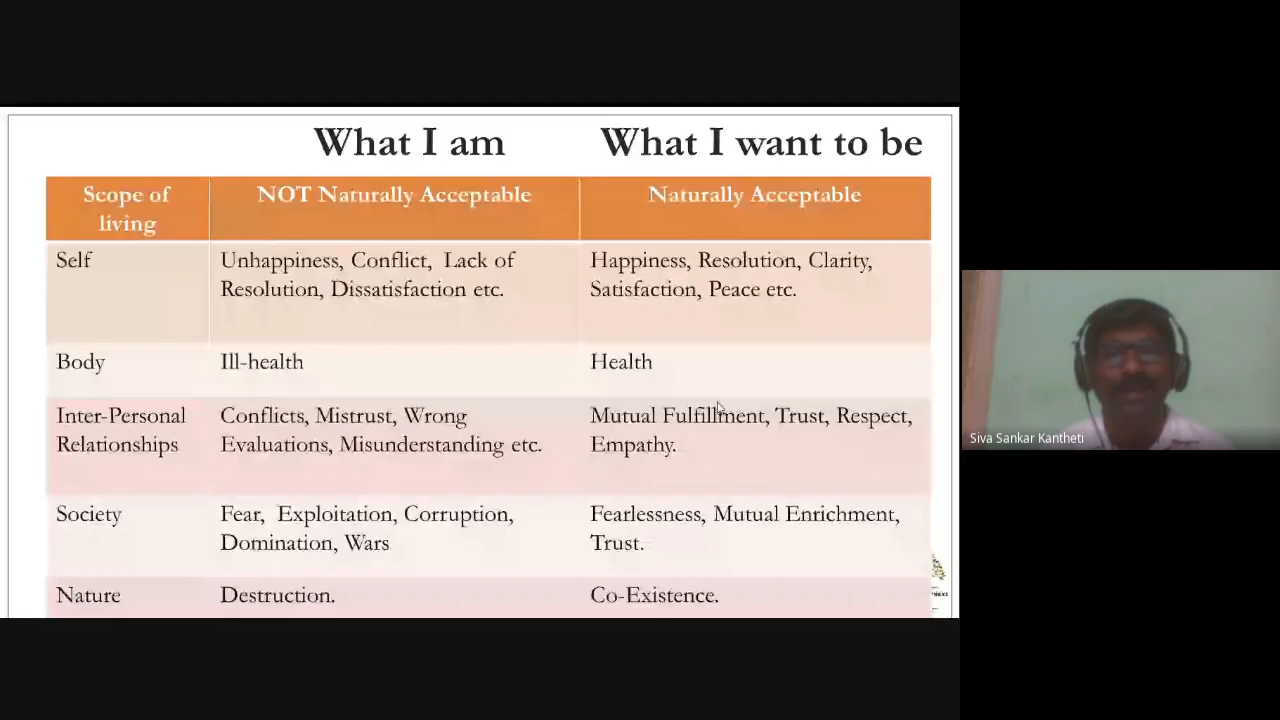 What I am
What I want to be
Scope of
living
NOT Naturally Acceptable
Naturally Acceptable
Self
Unhappiness, Conflict, Lack of
Resolution, Dissatisfaction etc.
Happiness, Resolution, Clarity,
Satisfaction, Peace etc.
Body
Ill-health
Health
Inter-Personal
Relationships
Conflicts, Mistrust, Wrong
Evaluations, Misunderstanding etc.
Mutual Fulfillment, Trust, Respect,
Empathy.
Society
Fear, Exploitation, Corruption,
Domination, Wars
Fearlessness, Mutual Enrichment,
Trust.
Nature
Destruction.
Co-Existence.
Siva Sankar Kantheti